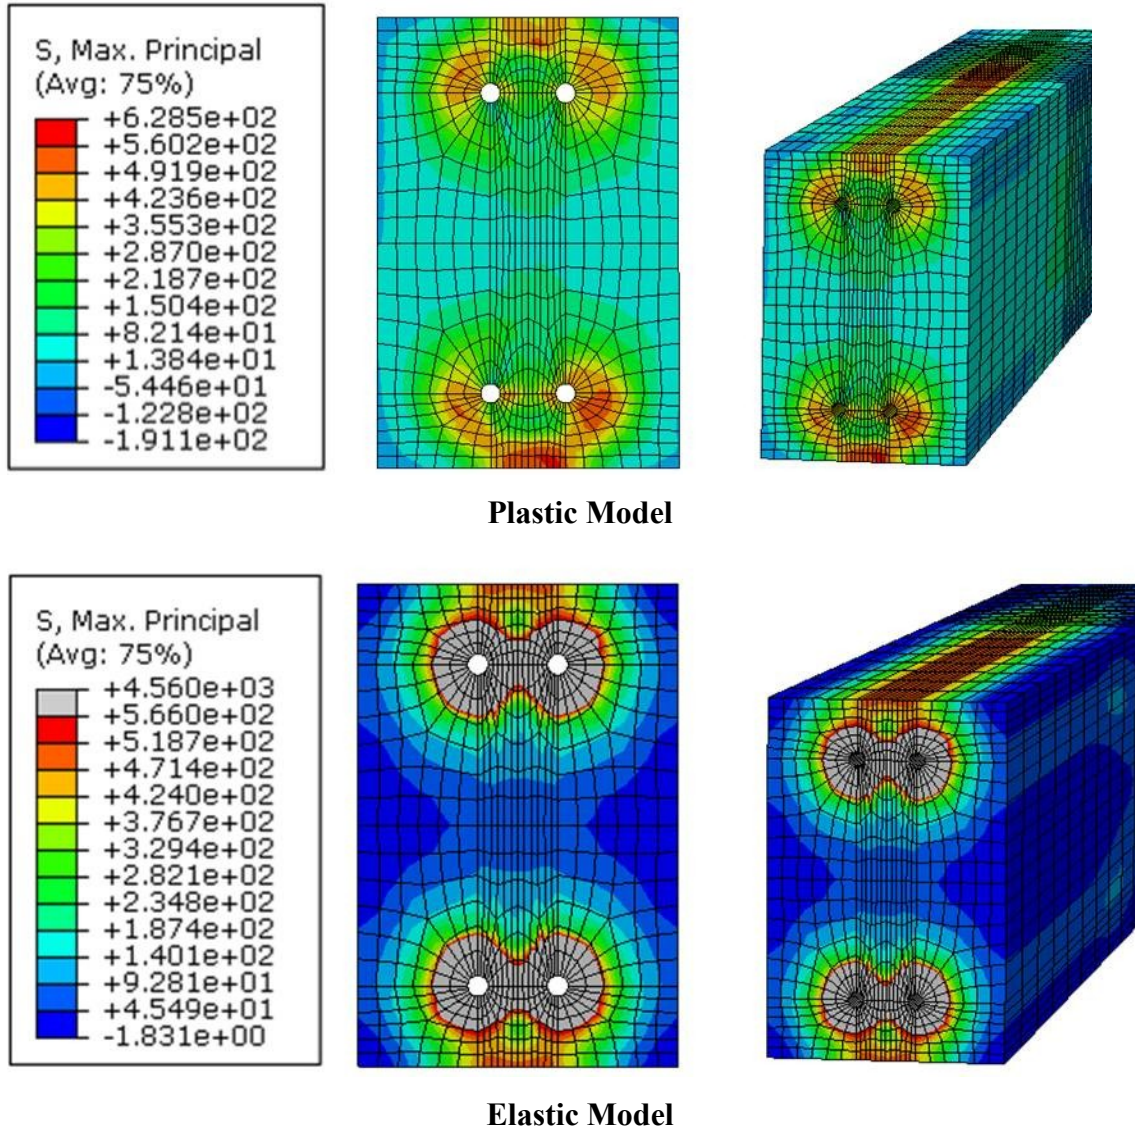 S, Max. Principal
(Avg: 75%)
+6.285e+02
+5.602e+02
+4.919e+02
+4.236e+02
+3.553e+02
+2.870e+02
+2.187e+02
+1.504e+02
+8.214e+01
+1.384e+01
-5.446e+01
-1.228e+02
-1.911e+02
Plastic Model
S, Max. Principal
(Avg: 75%)
+4.560e+03
+5.660e+02
+5.187e+02
+4.714e+02
+4.240e+02
+3.767e+02
+3.294e+02
+2.821e+02
+2.348e+02
+1.874e+02
+1.401e+02
+9.281e+01
+4.549e+01
-1.831e+00
Elastic Model